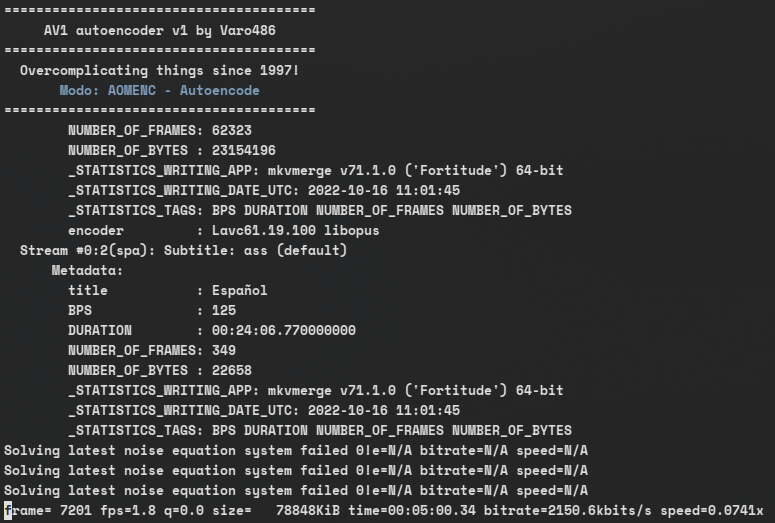 =======================================
AV1 autoencoder v1 by Varo486
=======================================
Overcomplicating things since 1997!
Modo: AOMENC - Autoencode
=======================================
NUMBER_OF_FRAMES: 62323
NUMBER_OF_BYTES : 23154196
_STATISTICS_WRITING_APP: mkvmerge v71.1.0 ('Fortitude') 64-bit
_STATISTICS_WRITING_DATE_UTC: 2022-10-16 11:01:45
_STATISTICS_TAGS: BPS DURATION NUMBER_OF_FRAMES NUMBER_OF_BYTES
encoder         : Lavc61.19.100 libopus
Stream #0:2(spa): Subtitle: ass (default)
Metadata:
title           : Español
BPS             : 125
DURATION        : 00:24:06.770000000
NUMBER_OF_FRAMES: 349
NUMBER_OF_BYTES : 22658
_STATISTICS_WRITING_APP: mkvmerge v71.1.0 ('Fortitude') 64-bit
_STATISTICS_WRITING_DATE_UTC: 2022-10-16 11:01:45
_STATISTICS_TAGS: BPS DURATION NUMBER_OF_FRAMES NUMBER_OF_BYTES
Solving latest noise equation system failed 0!e=N/A bitrate=N/A speed=N/A
Solving latest noise equation system failed 0!e=N/A bitrate=N/A speed=N/A
Solving latest noise equation system failed 0!e=N/A bitrate=N/A speed=N/A
frame= 7201 fps=1.8 q=0.0 size=   78848KiB time=00:05:00.34 bitrate=2150.6kbits/s speed=0.0741x